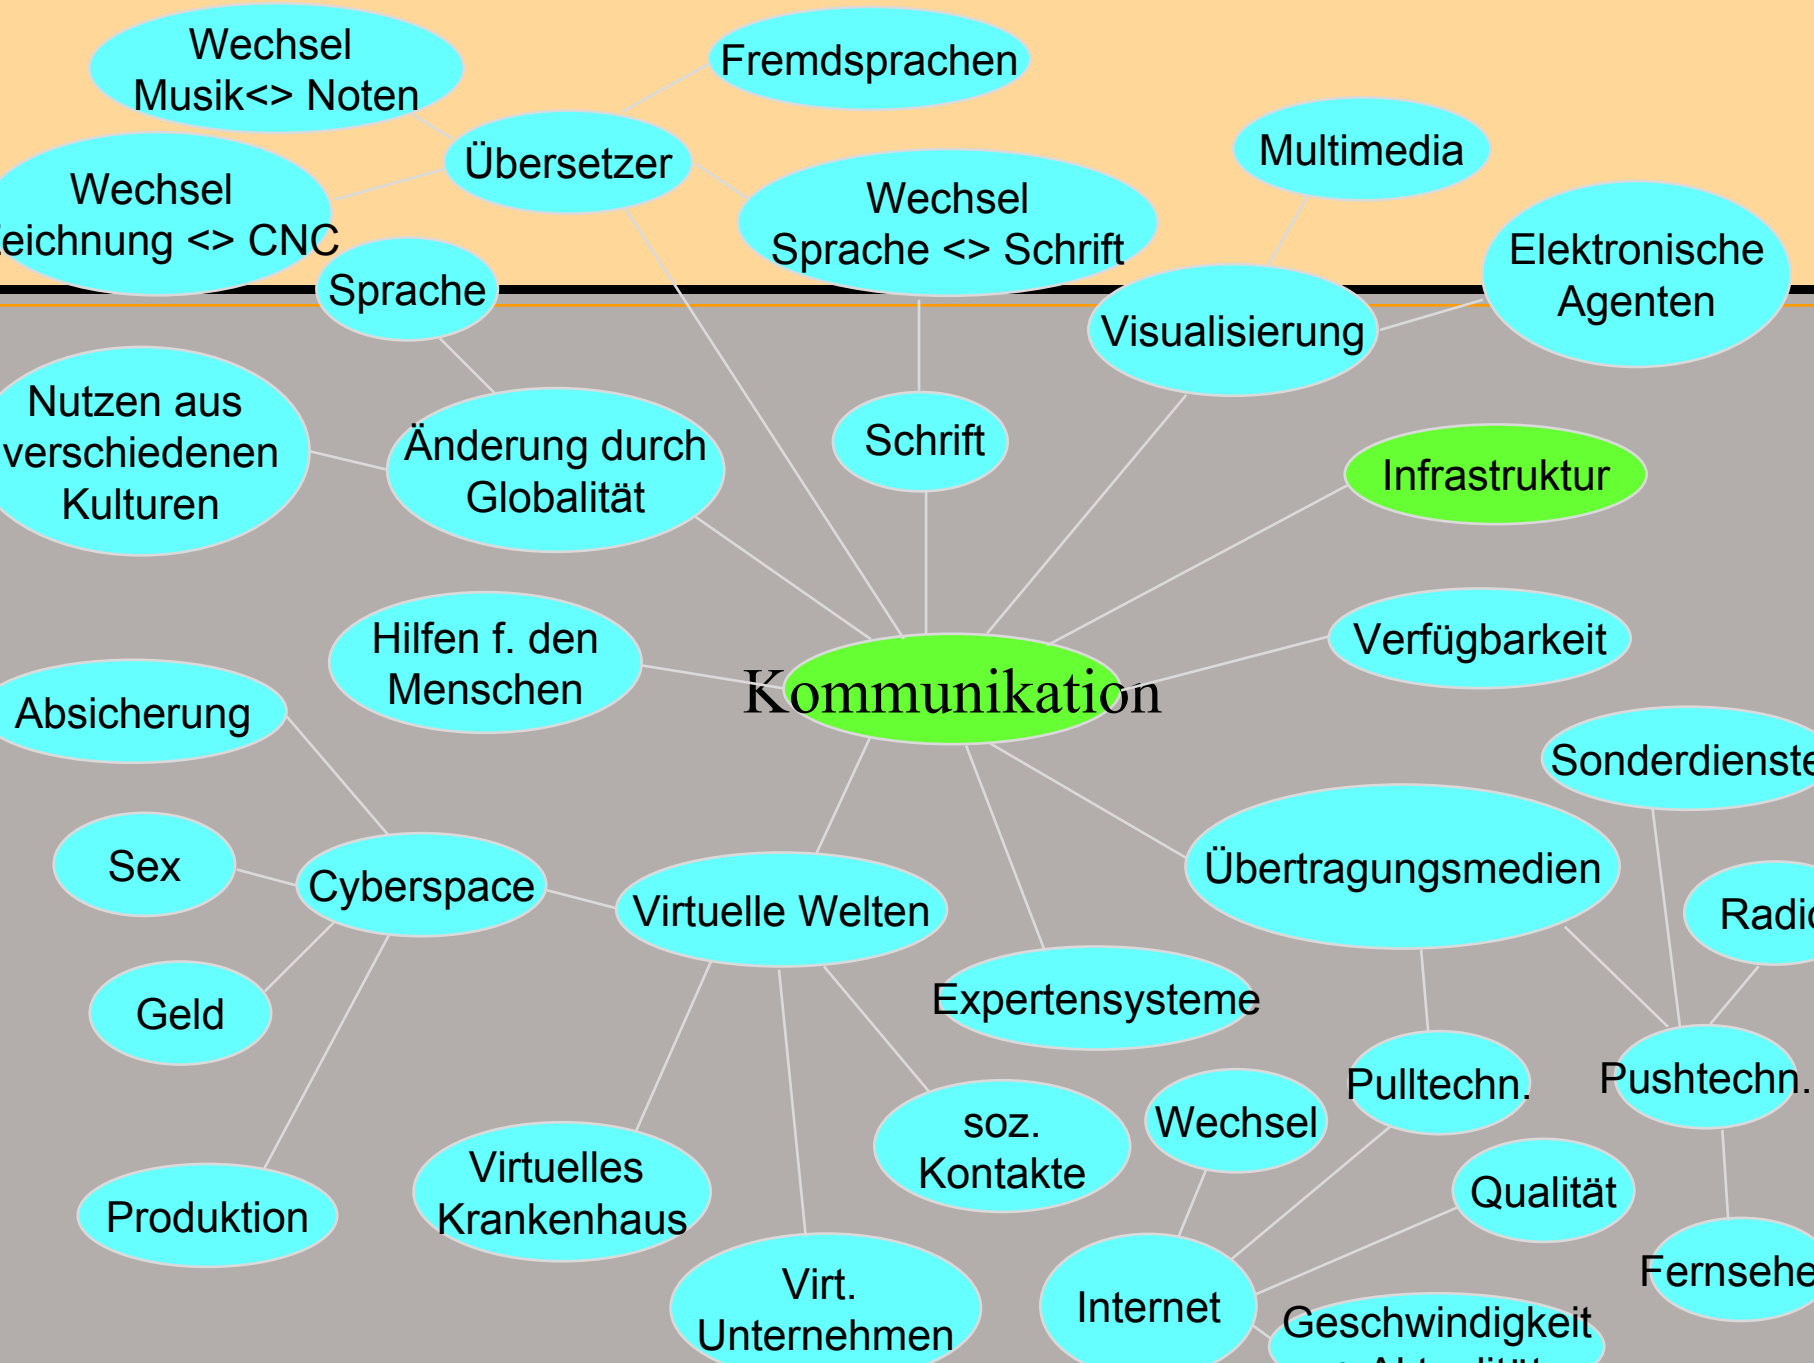 Wechsel
Musik<> Noten
Fremdsprachen
Übersetzer
Multimedia
Wechsel
eichnung <> CNC
Wechsel
Sprache <> Schrift
Elektronische
Agenten
Sprache
Visualisierung
Nutzen aus
verschiedenen
Kulturen
Änderung durch
Globalität
Schrift
Infrastruktur
Hilfen f. den
Menschen
Kommunikation
Verfügbarkeit
Absicherung
Sonderdienste
Sex
Cyberspace
Virtuelle Welten
Übertragungsmedien
Radio
Geld
Expertensysteme
Pulltechn.
Pushtechn.
soz.
Kontakte
Wechsel
Virtuelles
Krankenhaus
Qualität
Produktion
Virt.
Unternehmen
Internet
Fernsehe
Geschwindigkeit